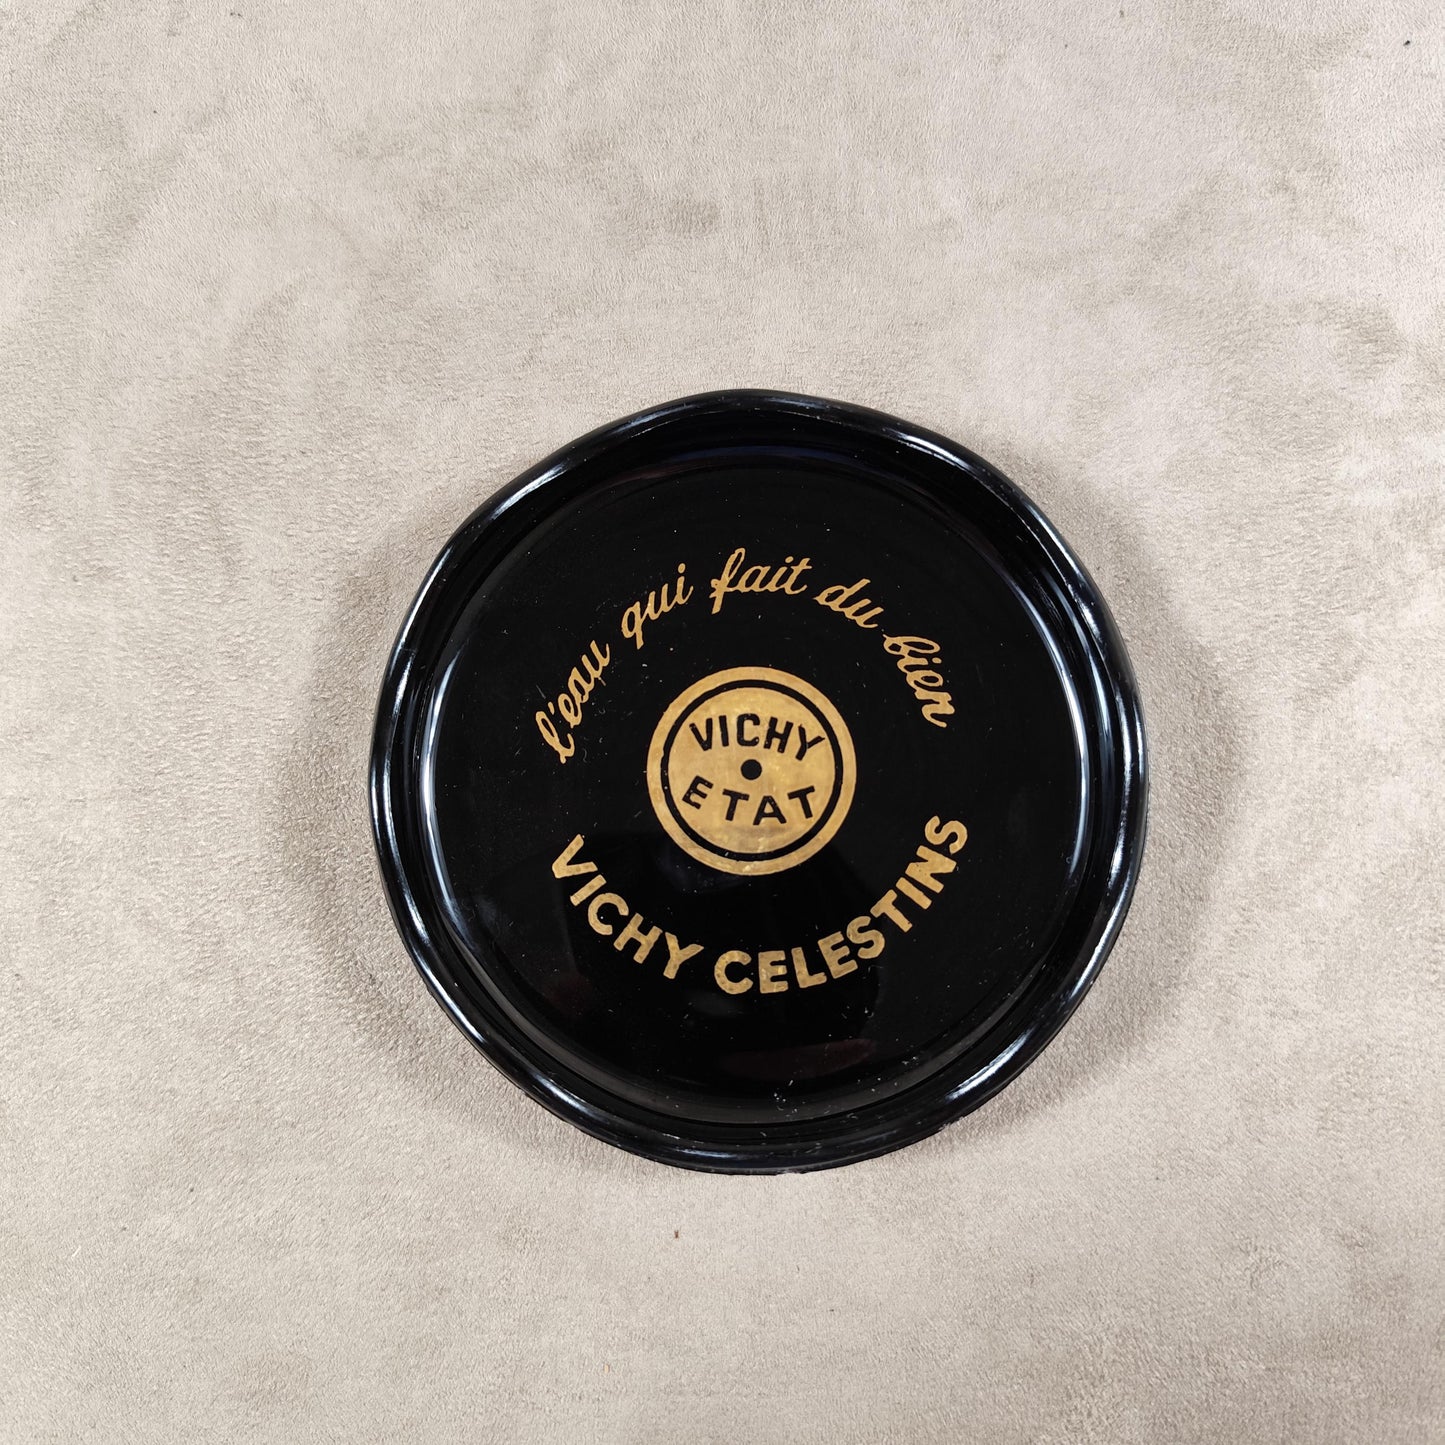 l'eau qui fait du bien
VICHY
ETAT
VICHY CELESTINS